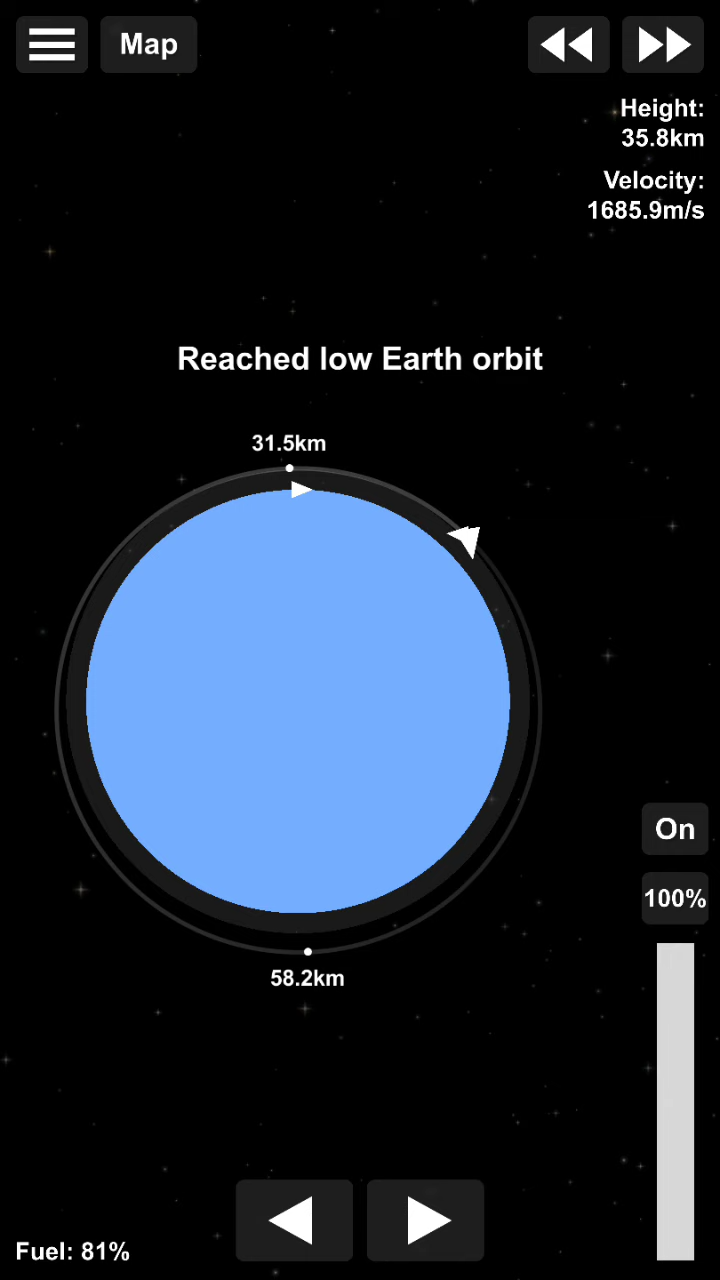 Map
Height:
35.8km
Velocity:
1685.9m/s
Reached low Earth orbit
31.5km
On
100%
58.2km
Fuel: 81%